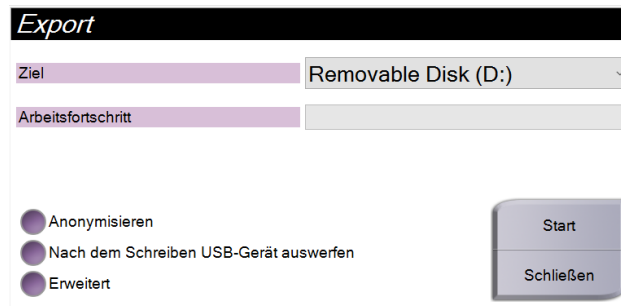 Export
Ziel
Removable Disk (D:)
Arbeitsfortschritt
Anonymisieren
Nach dem Schreiben USB-Gerät auswerfen
Erweitert
Start
Schließen